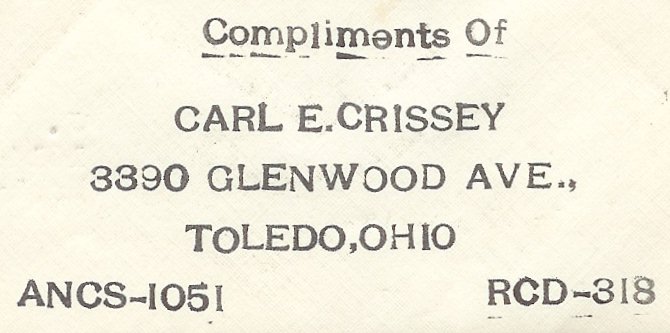 Compliments Of
CARL E. CRISSEY
3390 GLENWOOD AVE.,
TOLEDO, OHIO
ANCS-1051 RCD-318